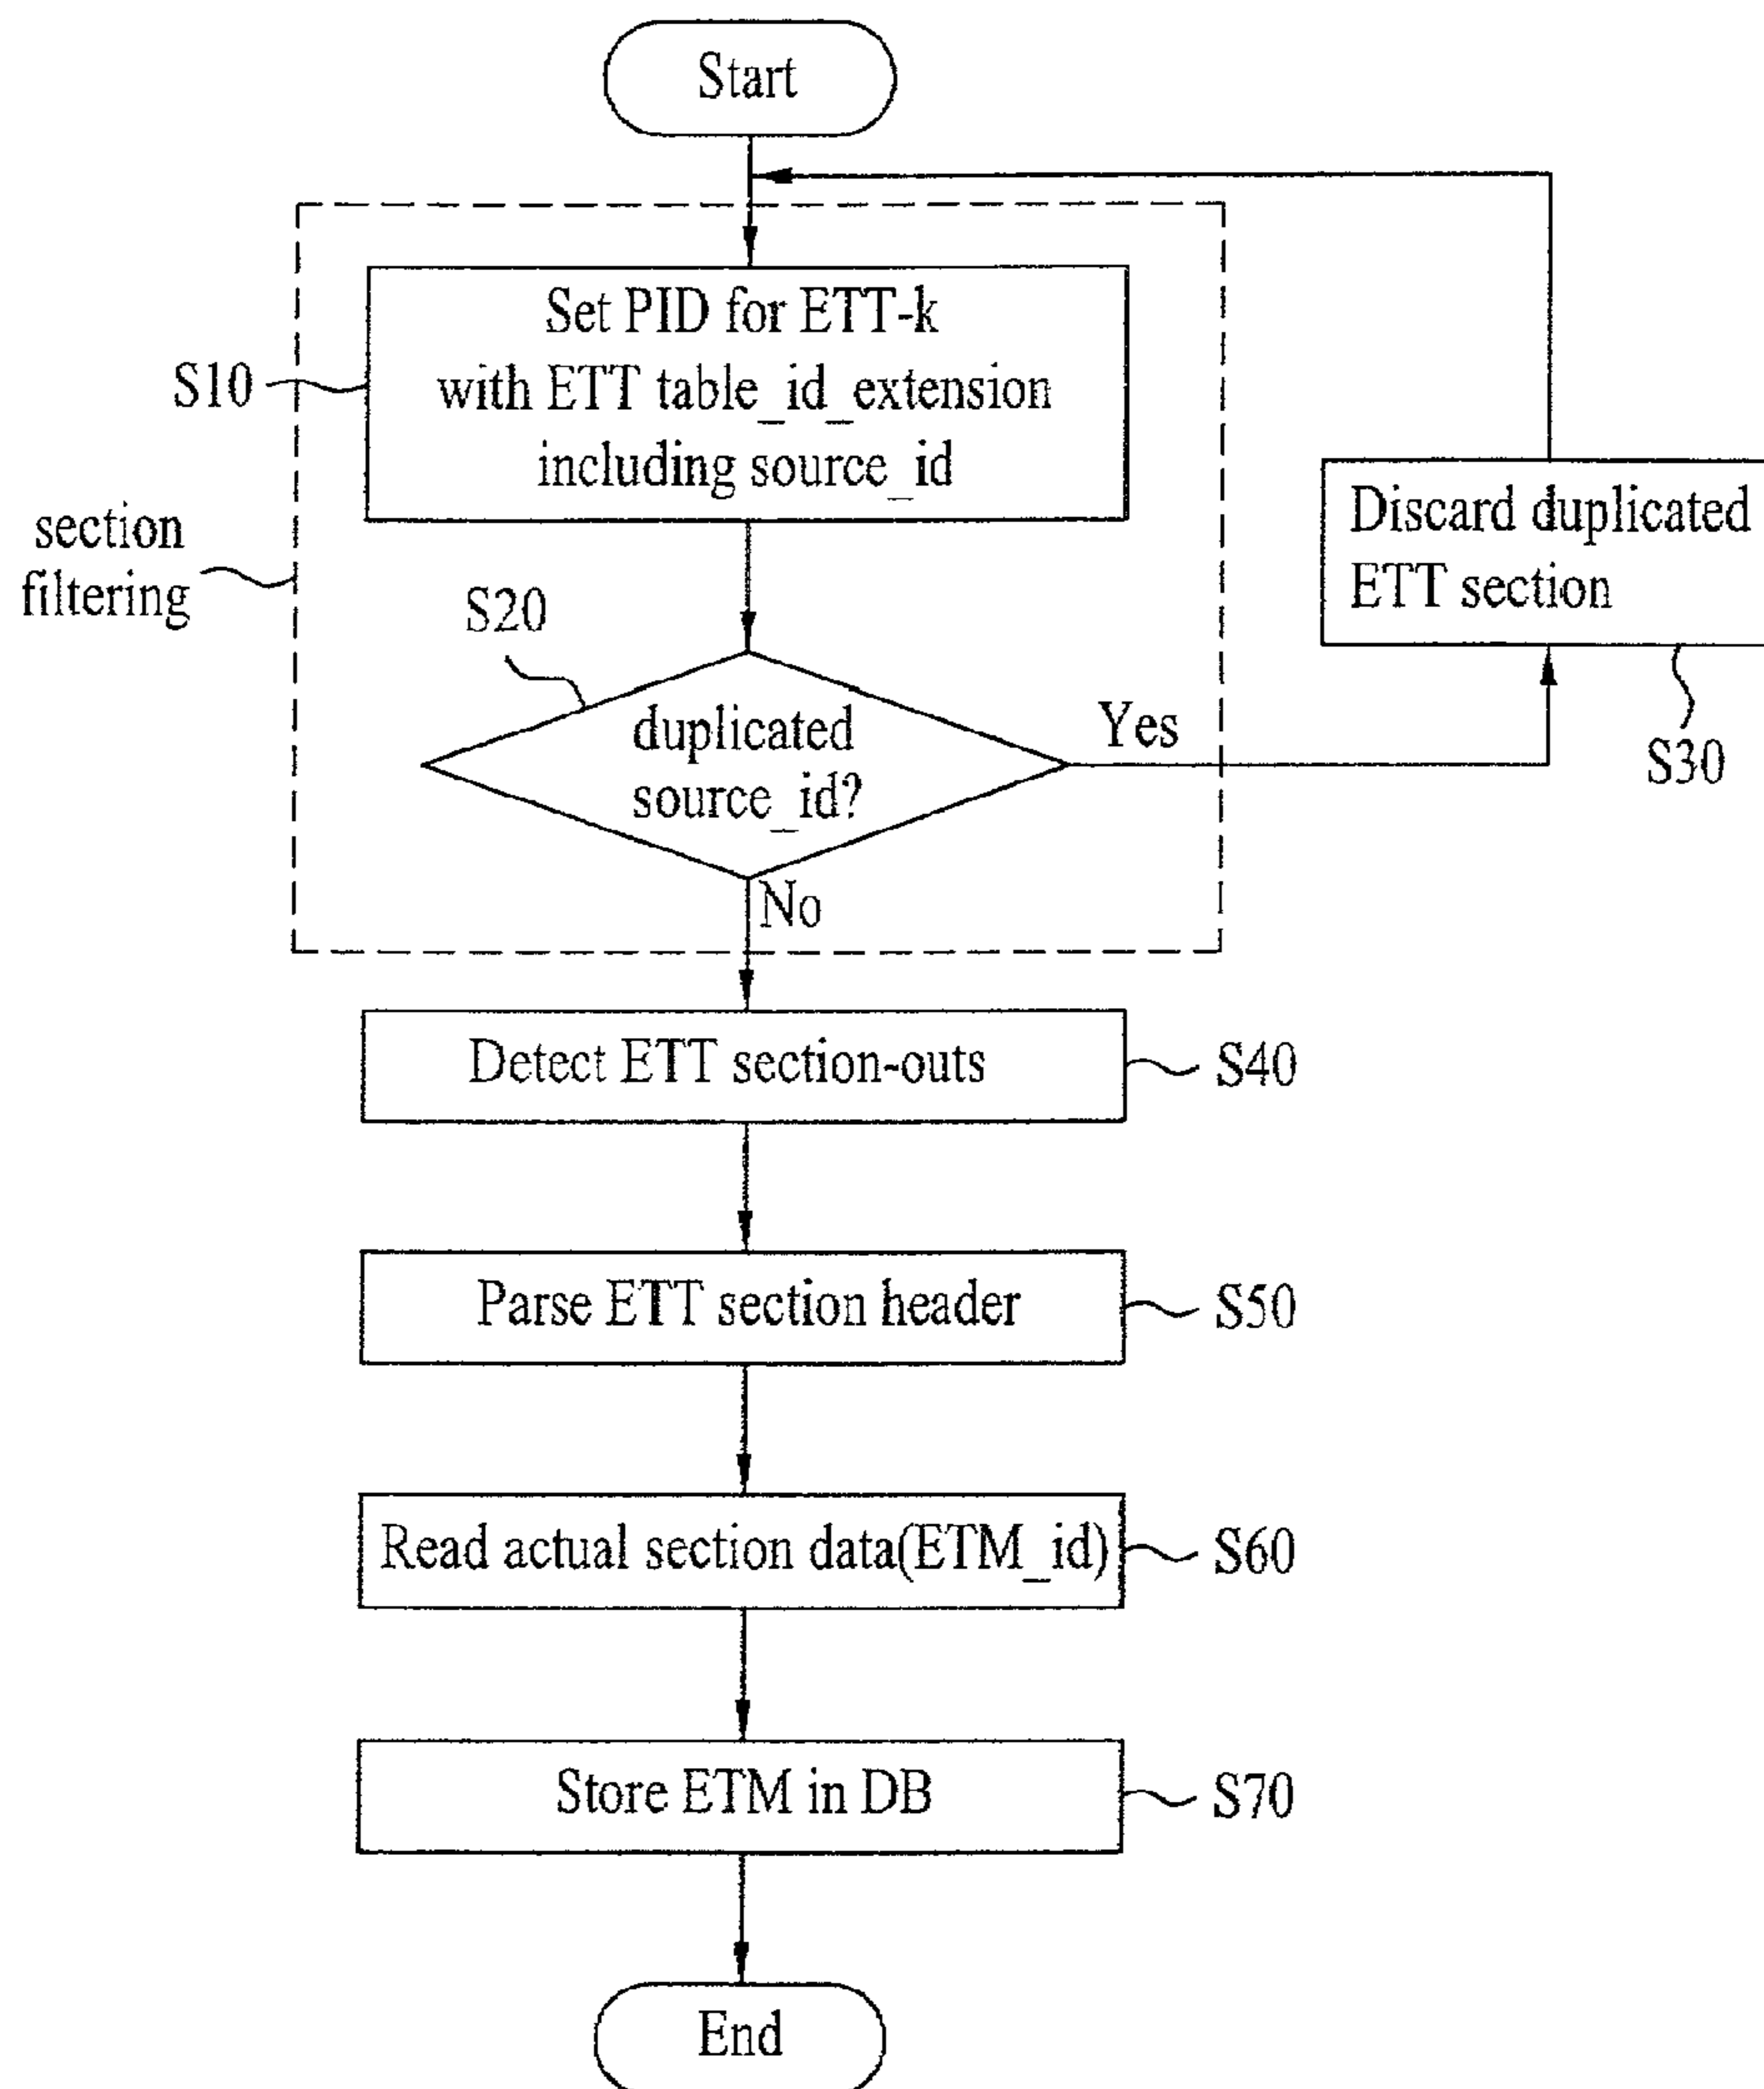 Start
Set PID for ETT-k
with ETT table_id_extension
including source_id
S10
section
filtering
Discard duplicated
ETT section
S30
S20
duplicated
source_id?
Yes
No
Detect ETT section-outs
S40
Parse ETT section header
S50
Read actual section data(ETM_id)
S60
Store ETM in DB
S70
End